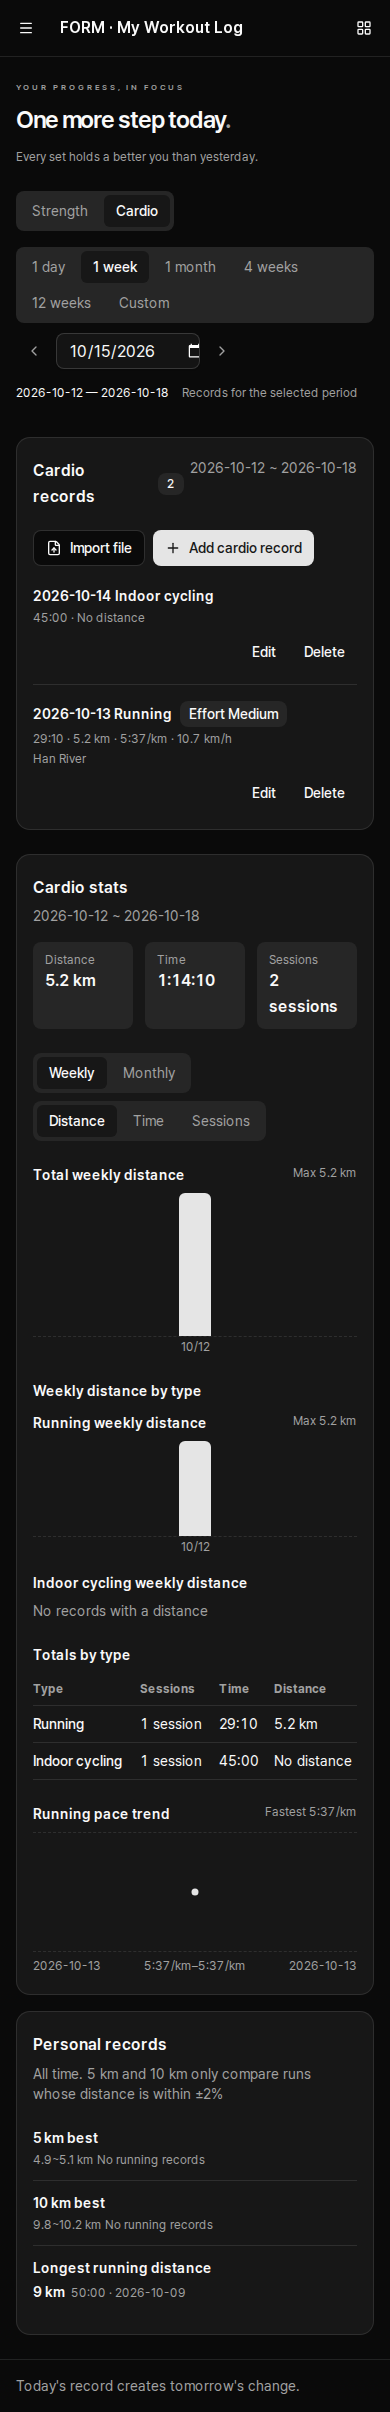 FORM · My Workout Log
YOUR PROGRESS, IN FOCUS
One more step today.
Every set holds a better you than yesterday.
Strength Cardio
1 day 1 week 1 month 4 weeks
12 weeks Custom
10/15/2026
2026-10-12 — 2026-10-18 Records for the selected period
Cardio records 2 2026-10-12 ~ 2026-10-18
Import file Add cardio record
2026-10-14 Indoor cycling
45:00 · No distance
Edit Delete
2026-10-13 Running Effort Medium
29:10 · 5.2 km · 5:37/km · 10.7 km/h
Han River
Edit Delete
Cardio stats
2026-10-12 ~ 2026-10-18
Distance Time Sessions
5.2 km 1:14:10 2 sessions
Weekly Monthly
Distance Time Sessions
Total weekly distance Max 5.2 km
10/12
Weekly distance by type
Running weekly distance Max 5.2 km
10/12
Indoor cycling weekly distance
No records with a distance
Totals by type
Type Sessions Time Distance
Running 1 session 29:10 5.2 km
Indoor cycling 1 session 45:00 No distance
Running pace trend Fastest 5:37/km
2026-10-13 5:37/km–5:37/km 2026-10-13
Personal records
All time. 5 km and 10 km only compare runs
whose distance is within ±2%
5 km best
4.9~5.1 km No running records
10 km best
9.8~10.2 km No running records
Longest running distance
9 km 50:00 · 2026-10-09
Today's record creates tomorrow's change.